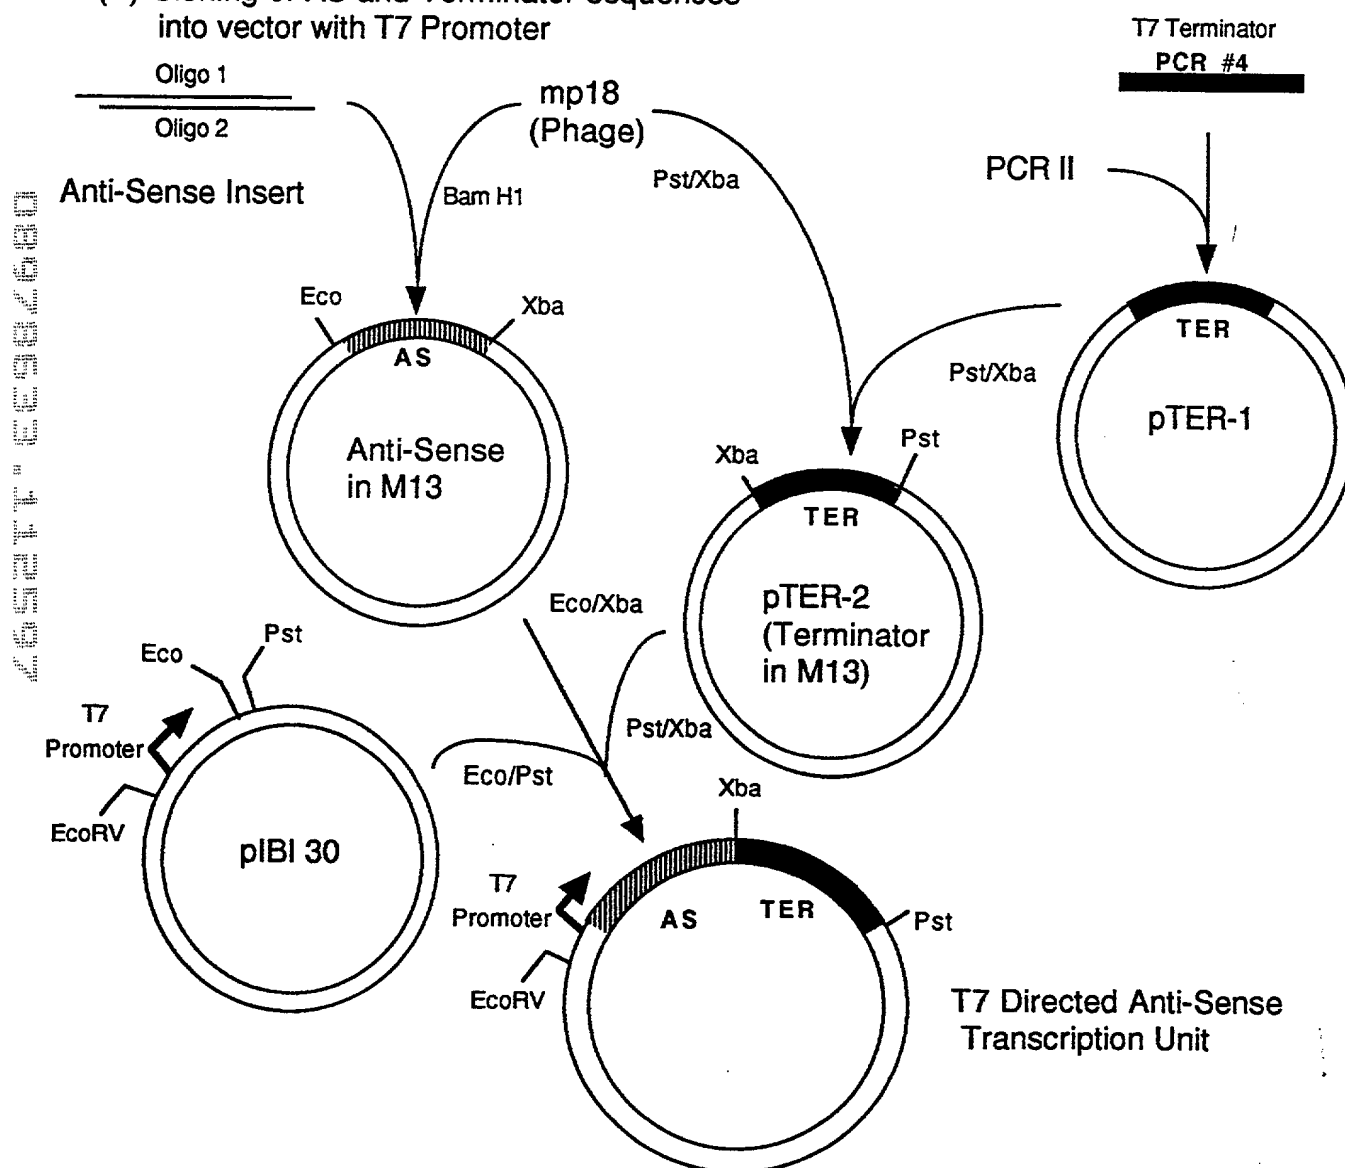 into vector with T7 Promoter
T7 Terminator
PCR #4
Oligo 1
Oligo 2
mp18
(Phage)
PCR II
Anti-Sense Insert
Bam H1
Pst/Xba
Eco
Xba
AS
Anti-Sense
in M13
TER
pTER-1
Pst/Xba
Xba
Pst
TER
pTER-2
(Terminator
in M13)
Eco/Xba
Pst/Xba
Eco/Pst
Eco
Pst
T7
Promoter
EcoRV
pIBI 30
Xba
T7
Promoter
AS
TER
Pst
EcoRV
T7 Directed Anti-Sense
Transcription Unit